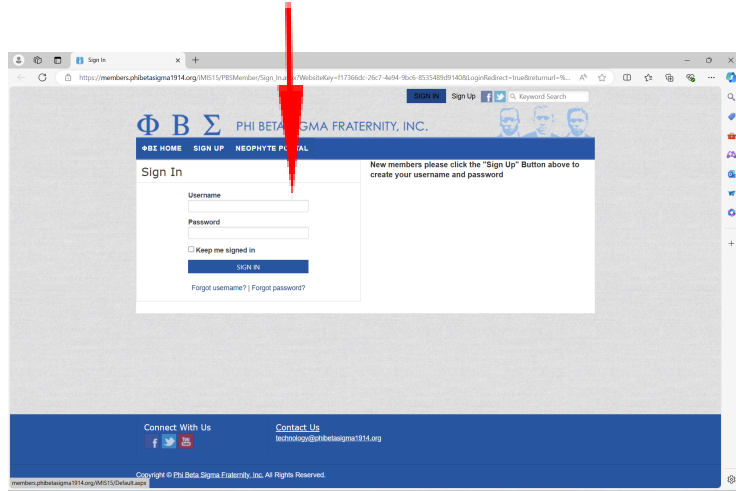 Sign In
https://members.phibetasigma1914.org/iMIS15/PBSMember/Sign_In.aspx?WebsiteKey=f17366dc-26c7-4e94-9bc6-8535489d9140&LoginRedirect=true&returnurl=%...
SIGN IN Sign Up Keyword Search
Φ Β Σ PHI BETA SIGMA FRATERNITY, INC.
ΦΒΣ HOME SIGN UP NEOPHYTE PORTAL
Sign In
New members please click the "Sign Up" Button above to
create your username and password
Username
Password
Keep me signed in
SIGN IN
Forgot username? | Forgot password?
Connect With Us
Contact Us
technology@phibetasigma1914.org
Copyright © Phi Beta Sigma Fraternity, Inc. All Rights Reserved.
members.phibetasigma1914.org/iMIS15/Default.aspx